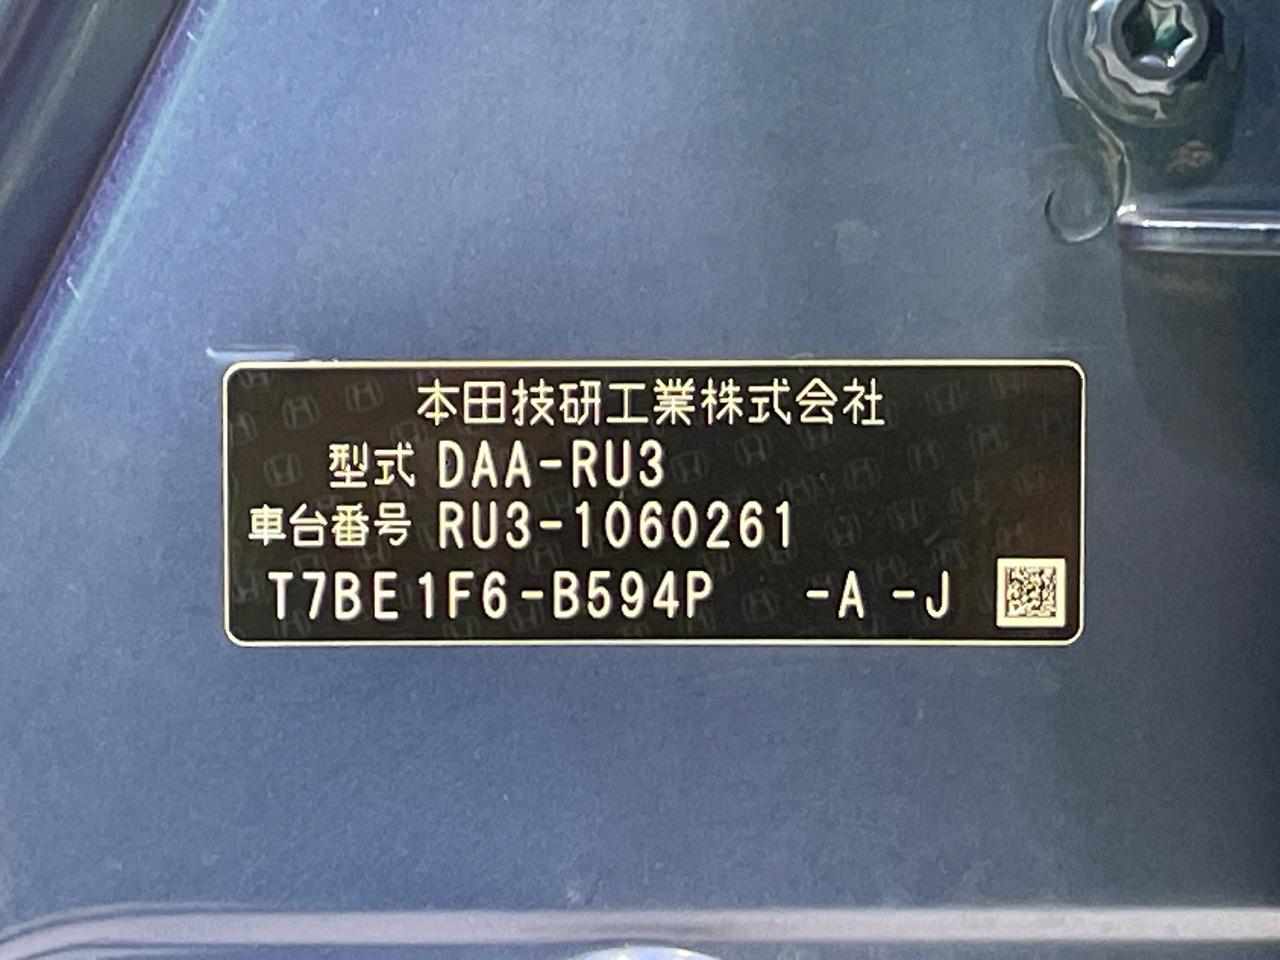 本田技研工業株式会社
型式 DAA-RU3
車台番号 RU3-1060261
T7BE1F6-B594P -A -J